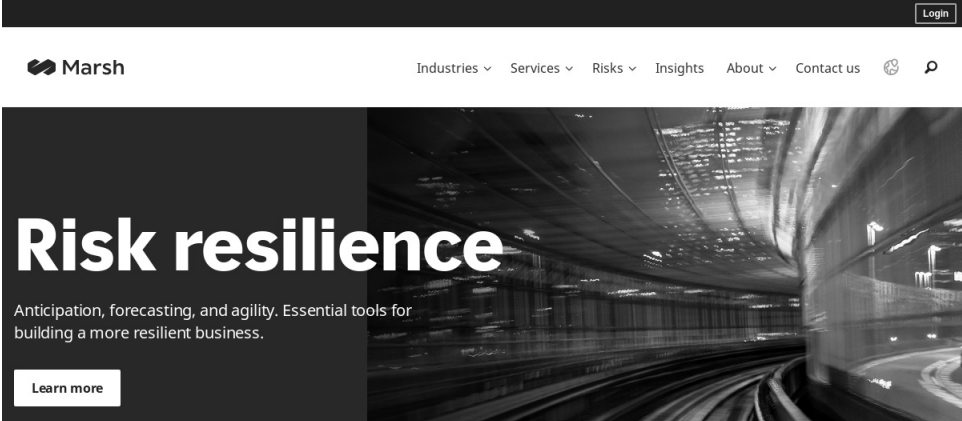 Login
Marsh
Industries
Services
Risks
Insights
About
Contact us
Risk resilience
Anticipation, forecasting, and agility. Essential tools for
building a more resilient business.
Learn more